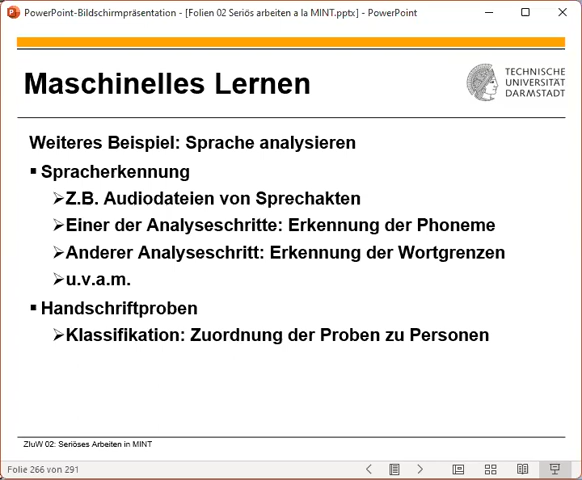 PowerPoint-Bildschirmpräsentation - [Folien 02 Seriös arbeiten a la MINT.pptx] - PowerPoint
Maschinelles Lernen
TECHNISCHE
UNIVERSITÄT
DARMSTADT
Weiteres Beispiel: Sprache analysieren
▪ Spracherkennung
➢Z.B. Audiodateien von Sprechakten
➢Einer der Analyseschritte: Erkennung der Phoneme
➢Anderer Analyseschritt: Erkennung der Wortgrenzen
➢u.v.a.m.
▪ Handschriftproben
➢Klassifikation: Zuordnung der Proben zu Personen
ZIuW 02: Seriöses Arbeiten in MINT
Folie 266 von 291